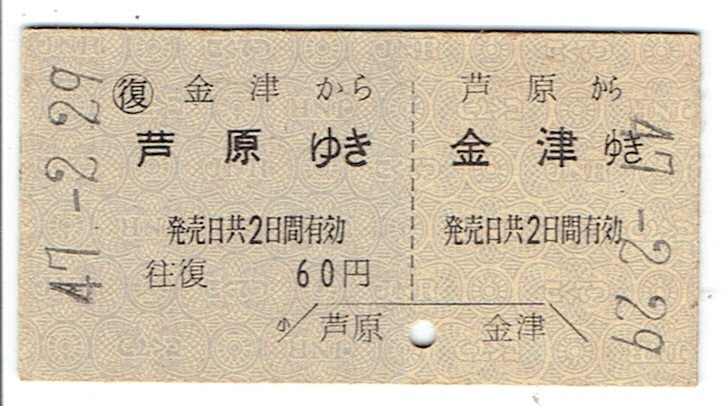 47-2.29
復 金津から
芦原ゆき
発売日共2日間有効
往復 60円
の 芦原
芦原から
金津ゆき
発売日共2日間有効
金津
47-2 29